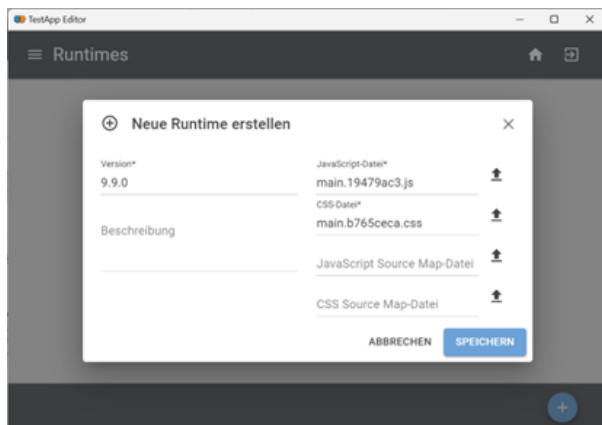 TestApp Editor
Runtimes
Neue Runtime erstellen
Version*
9.9.0
Beschreibung
JavaScript-Datei*
main.19479ac3.js
CSS-Datei*
main.b765ceca.css
JavaScript Source Map-Datei
CSS Source Map-Datei
ABBRECHEN
SPEICHERN